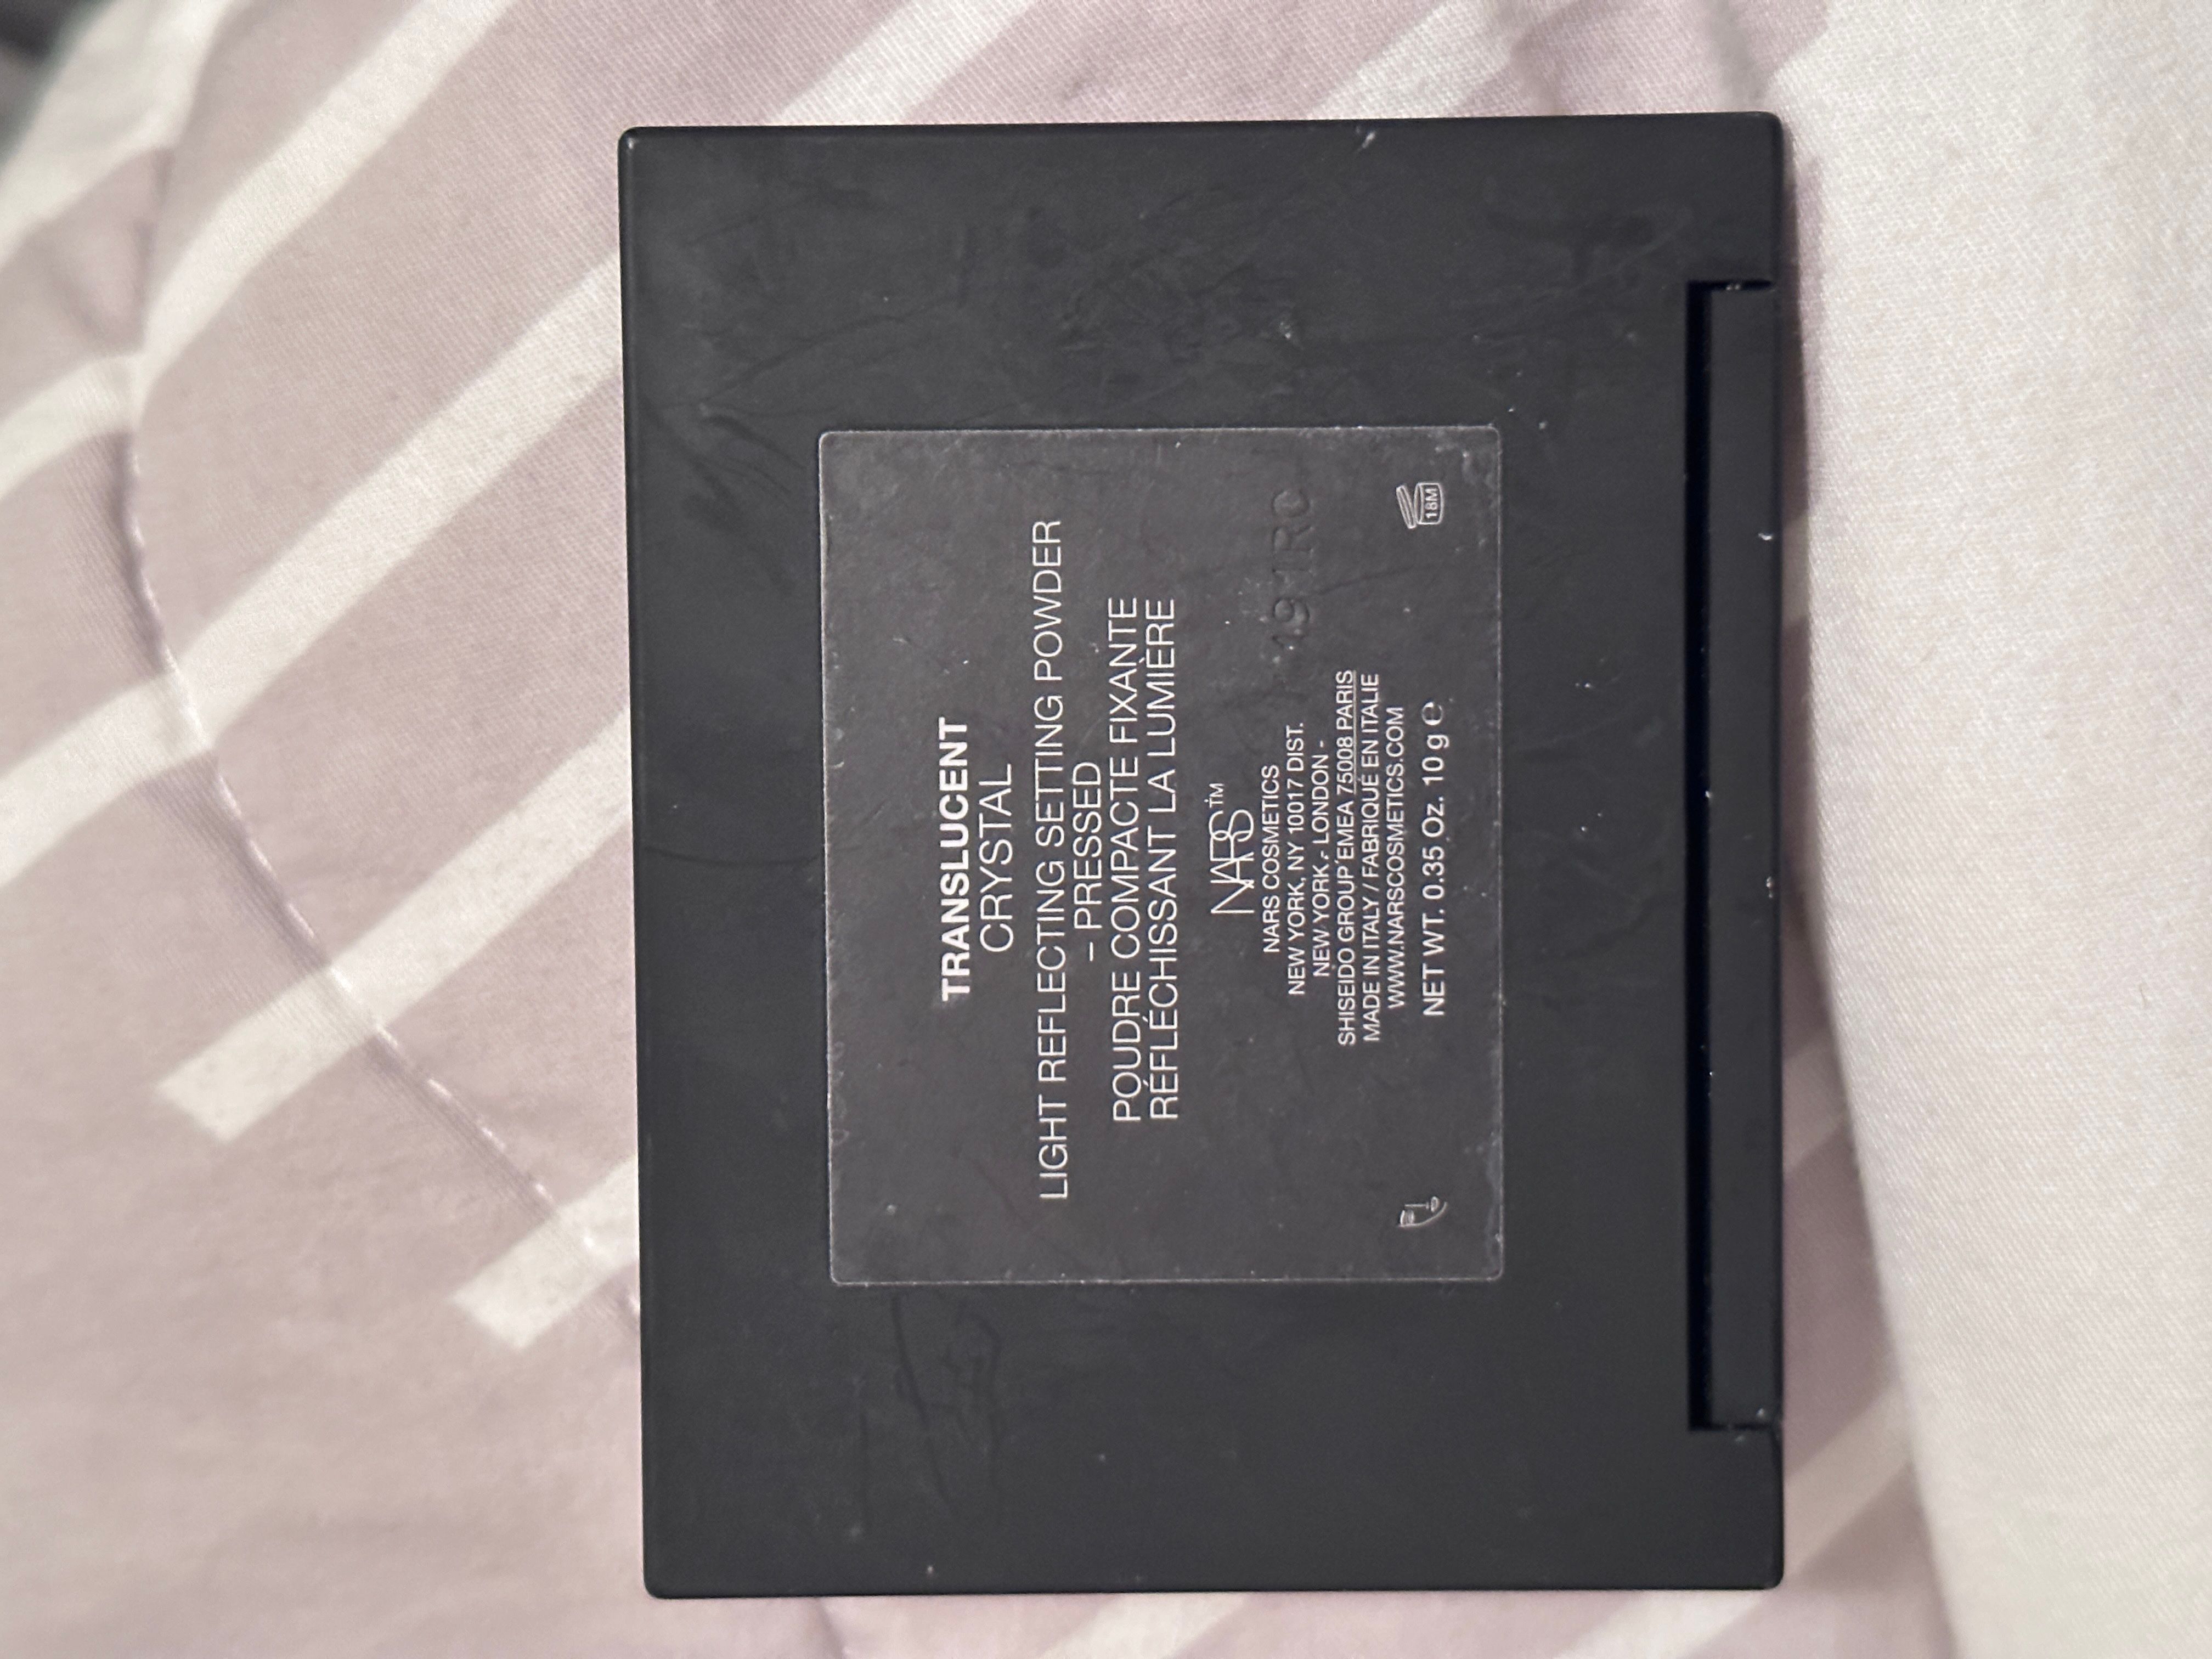 TRANSLUCENT
CRYSTAL
LIGHT REFLECTING SETTING POWDER
– PRESSED
POUDRE COMPACTE FIXANTE
RÉFLÉCHISSANT LA LUMIÈRE
NARS™
NARS COSMETICS
NEW YORK, NY 10017 DIST.
NEW YORK - LONDON -
SHISEIDO GROUP EMEA 75008 PARIS
MADE IN ITALY / FABRIQUÉ EN ITALIE
WWW.NARSCOSMETICS.COM
NET WT. 0.35 Oz. 10 g ℮
18M